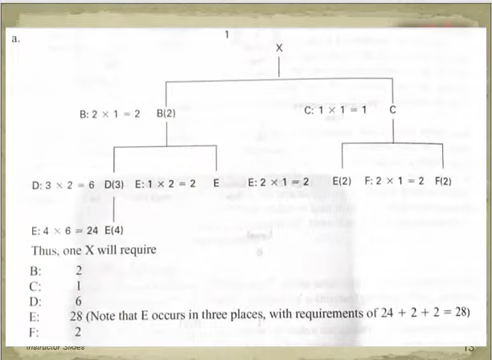 a.
1
X
B: 2 × 1 = 2 B(2) C: 1 × 1 = 1 C
D: 3 × 2 = 6 D(3) E: 1 × 2 = 2 E E: 2 × 1 = 2 E(2) F: 2 × 1 = 2 F(2)
E: 4 × 6 = 24 E(4)
Thus, one X will require
B: 2
C: 1
D: 6
E: 28 (Note that E occurs in three places, with requirements of 24 + 2 + 2 = 28)
F: 2
Instructor Slides